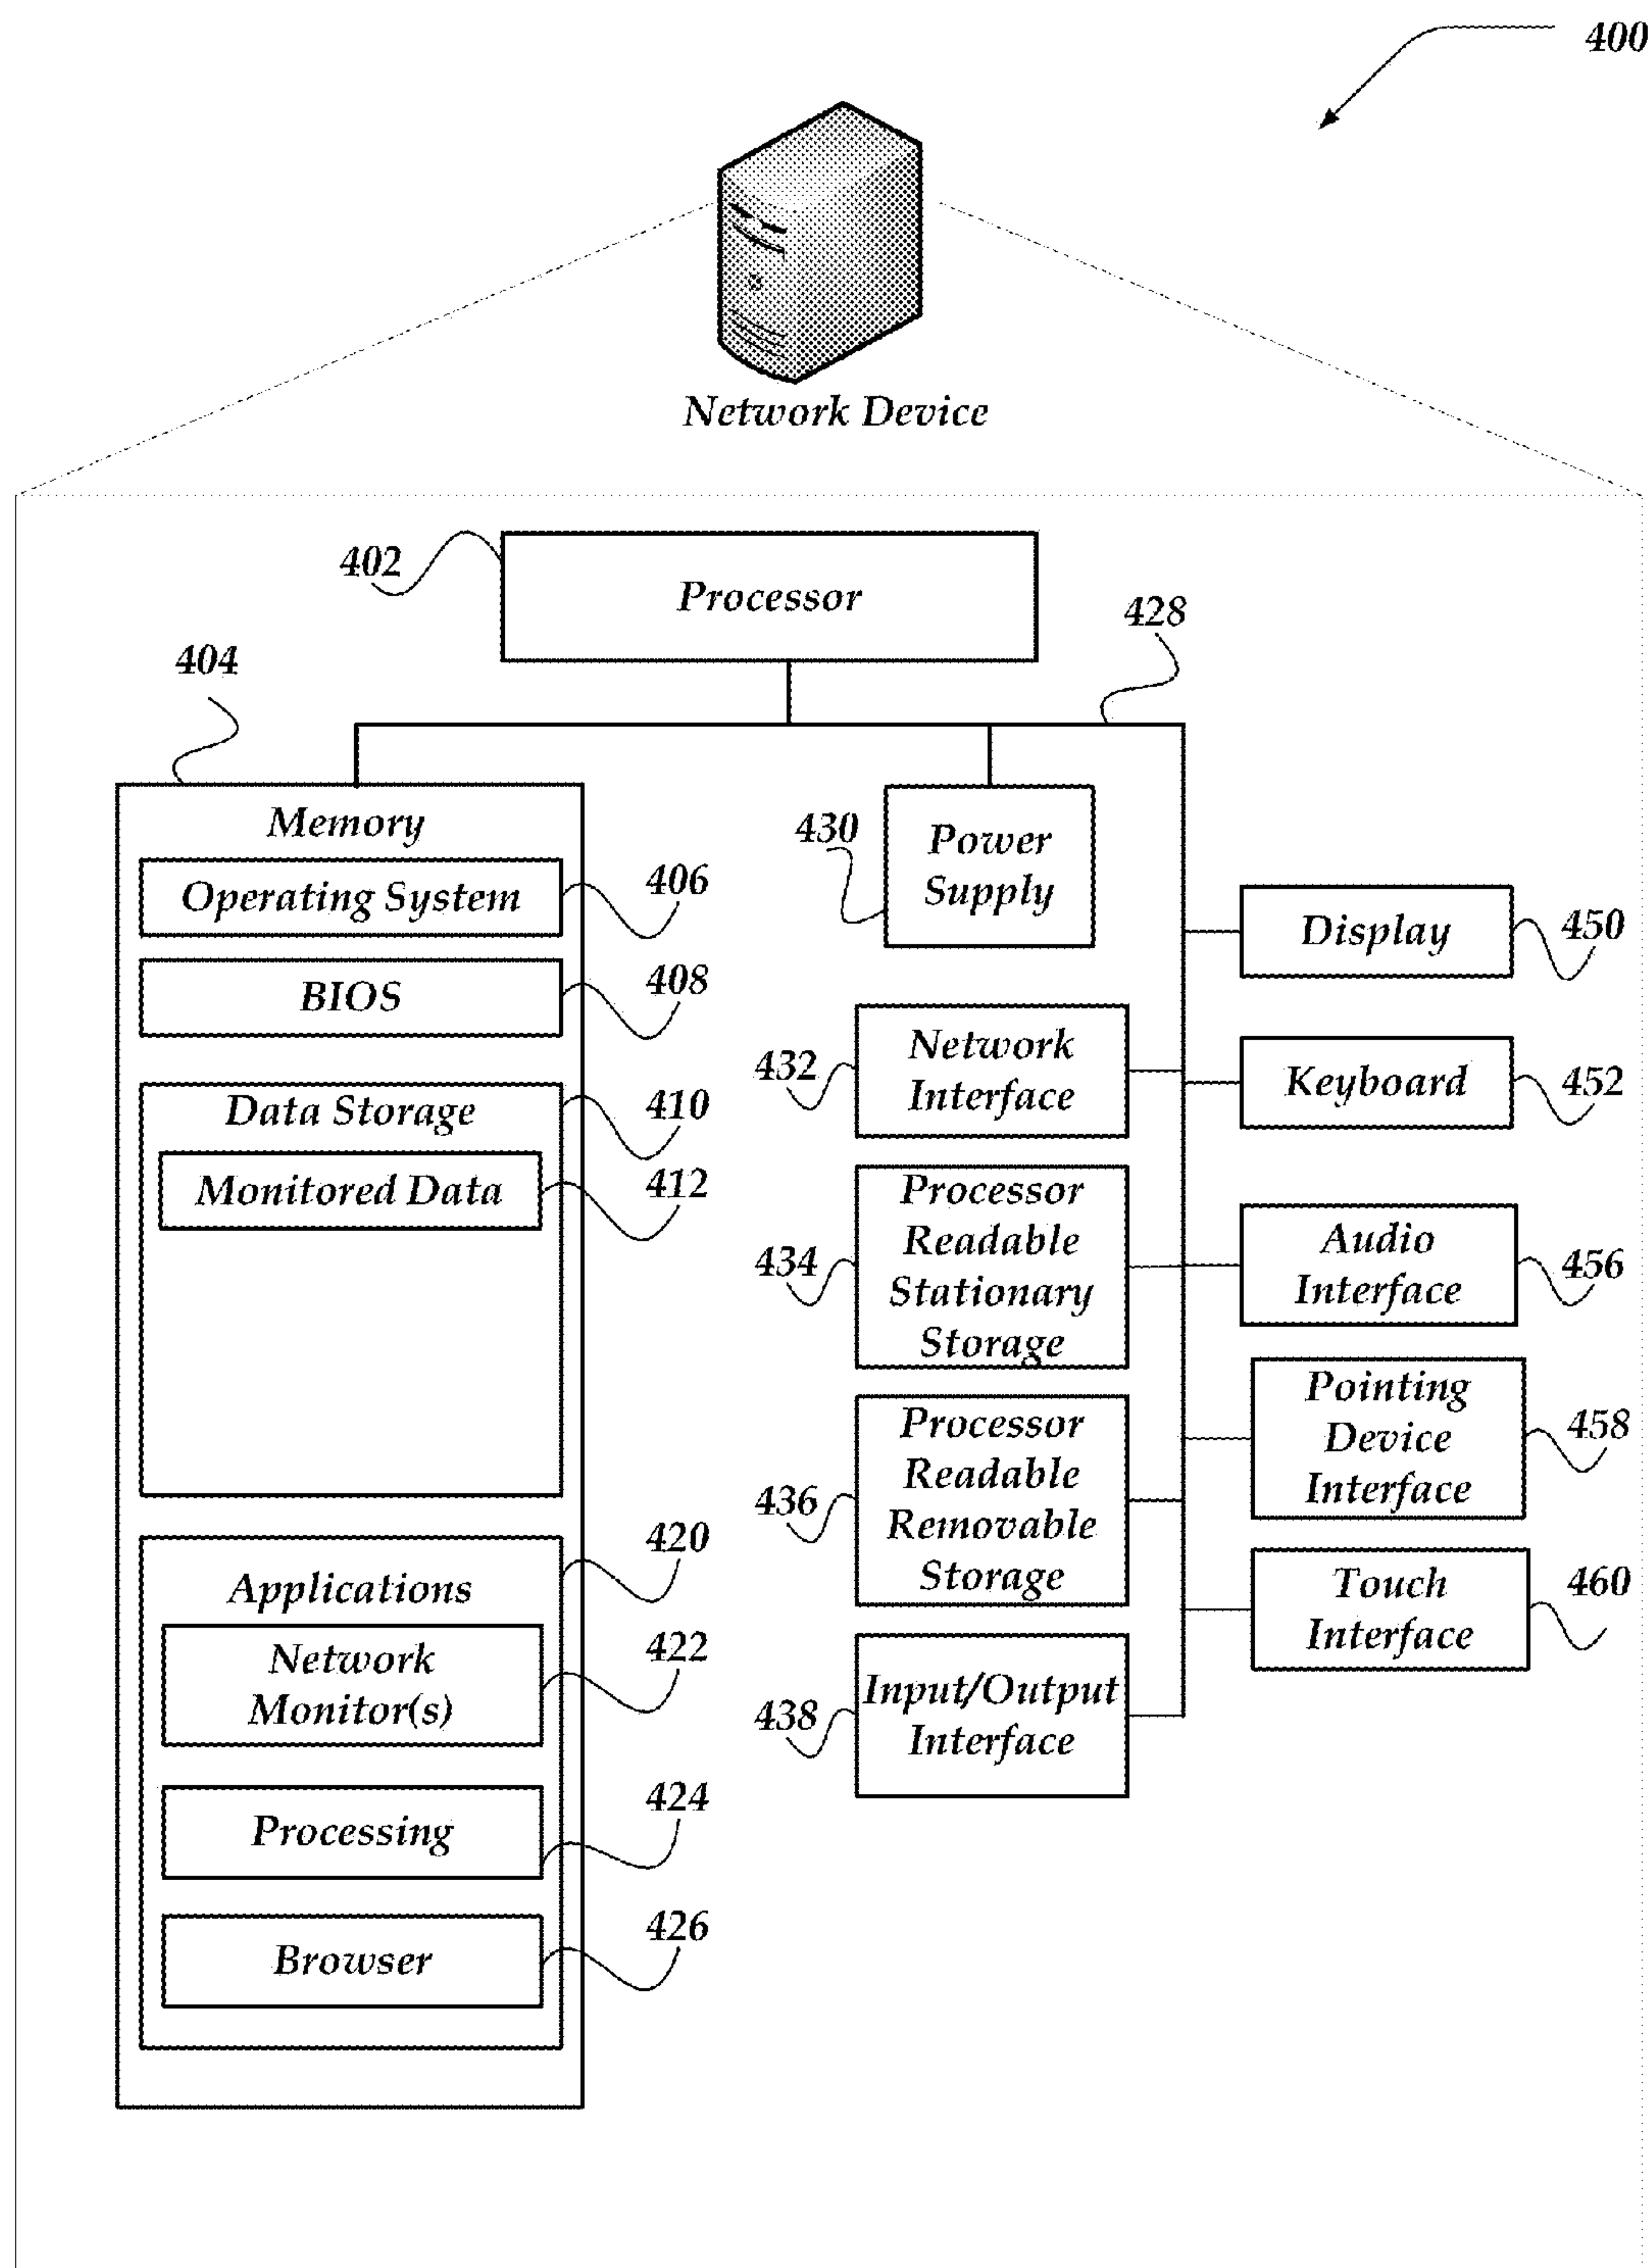 400
Network Device
402
Processor
428
404
Memory
Operating System
406
BIOS
408
Data Storage
410
Monitored Data
412
Applications
420
Network
Monitor(s)
422
Processing
424
Browser
426
430
Power
Supply
432
Network
Interface
434
Processor
Readable
Stationary
Storage
436
Processor
Readable
Removable
Storage
438
Input/Output
Interface
Display
450
Keyboard
452
Audio
Interface
456
Pointing
Device
Interface
458
Touch
Interface
460